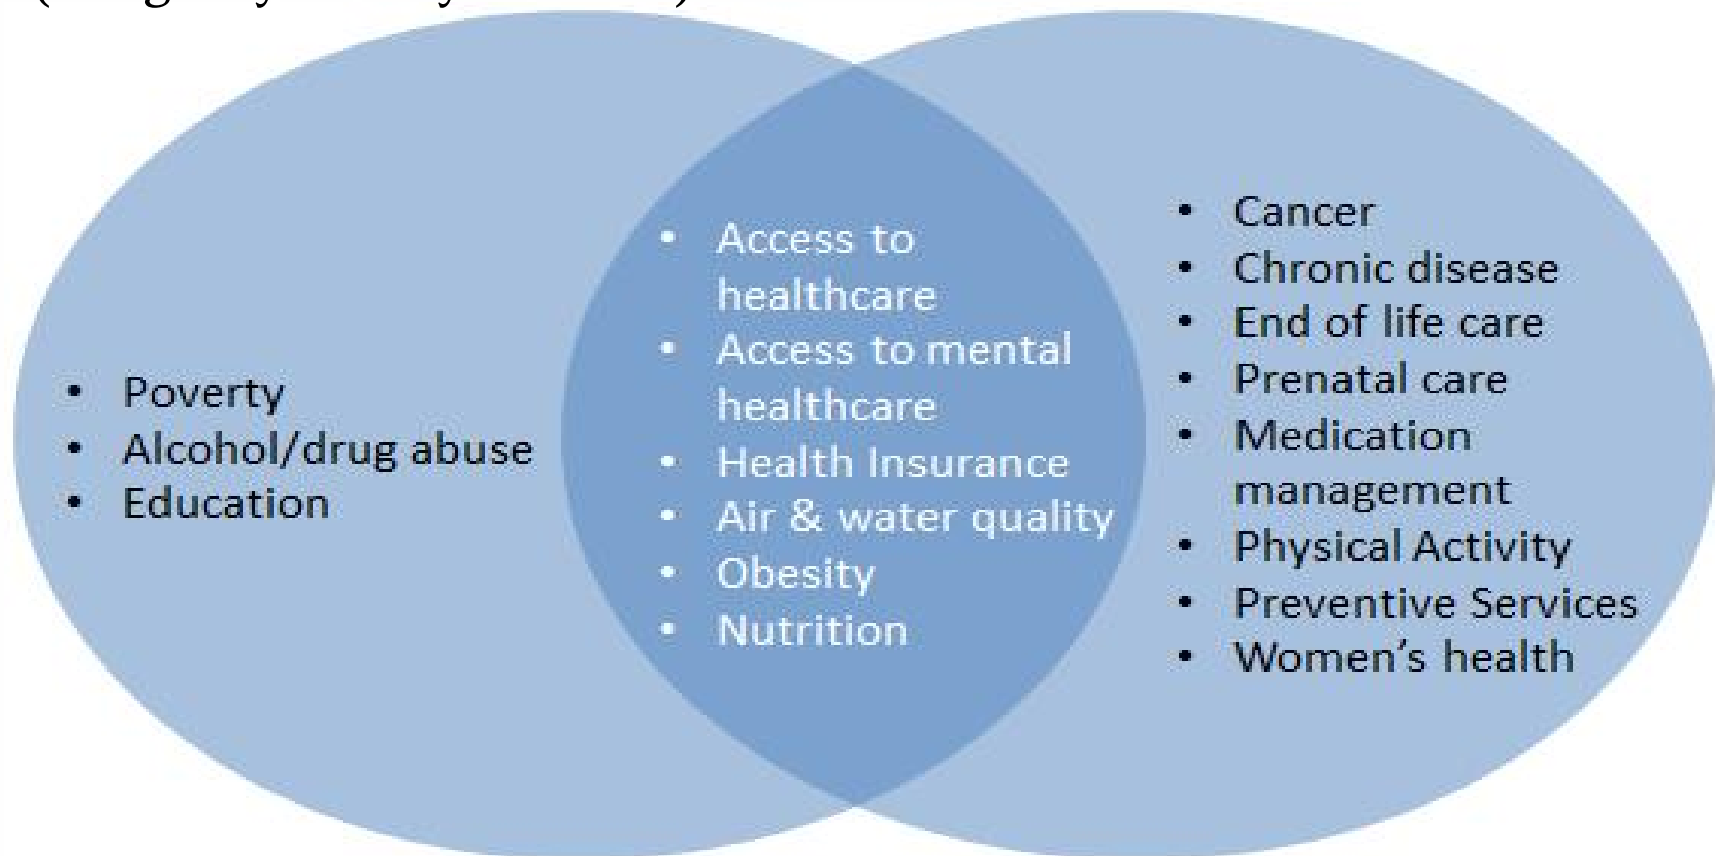 • Poverty
• Alcohol/drug abuse
• Education
• Access to
healthcare
• Access to mental
healthcare
• Health Insurance
• Air & water quality
• Obesity
• Nutrition
• Cancer
• Chronic disease
• End of life care
• Prenatal care
• Medication
management
• Physical Activity
• Preventive Services
• Women’s health